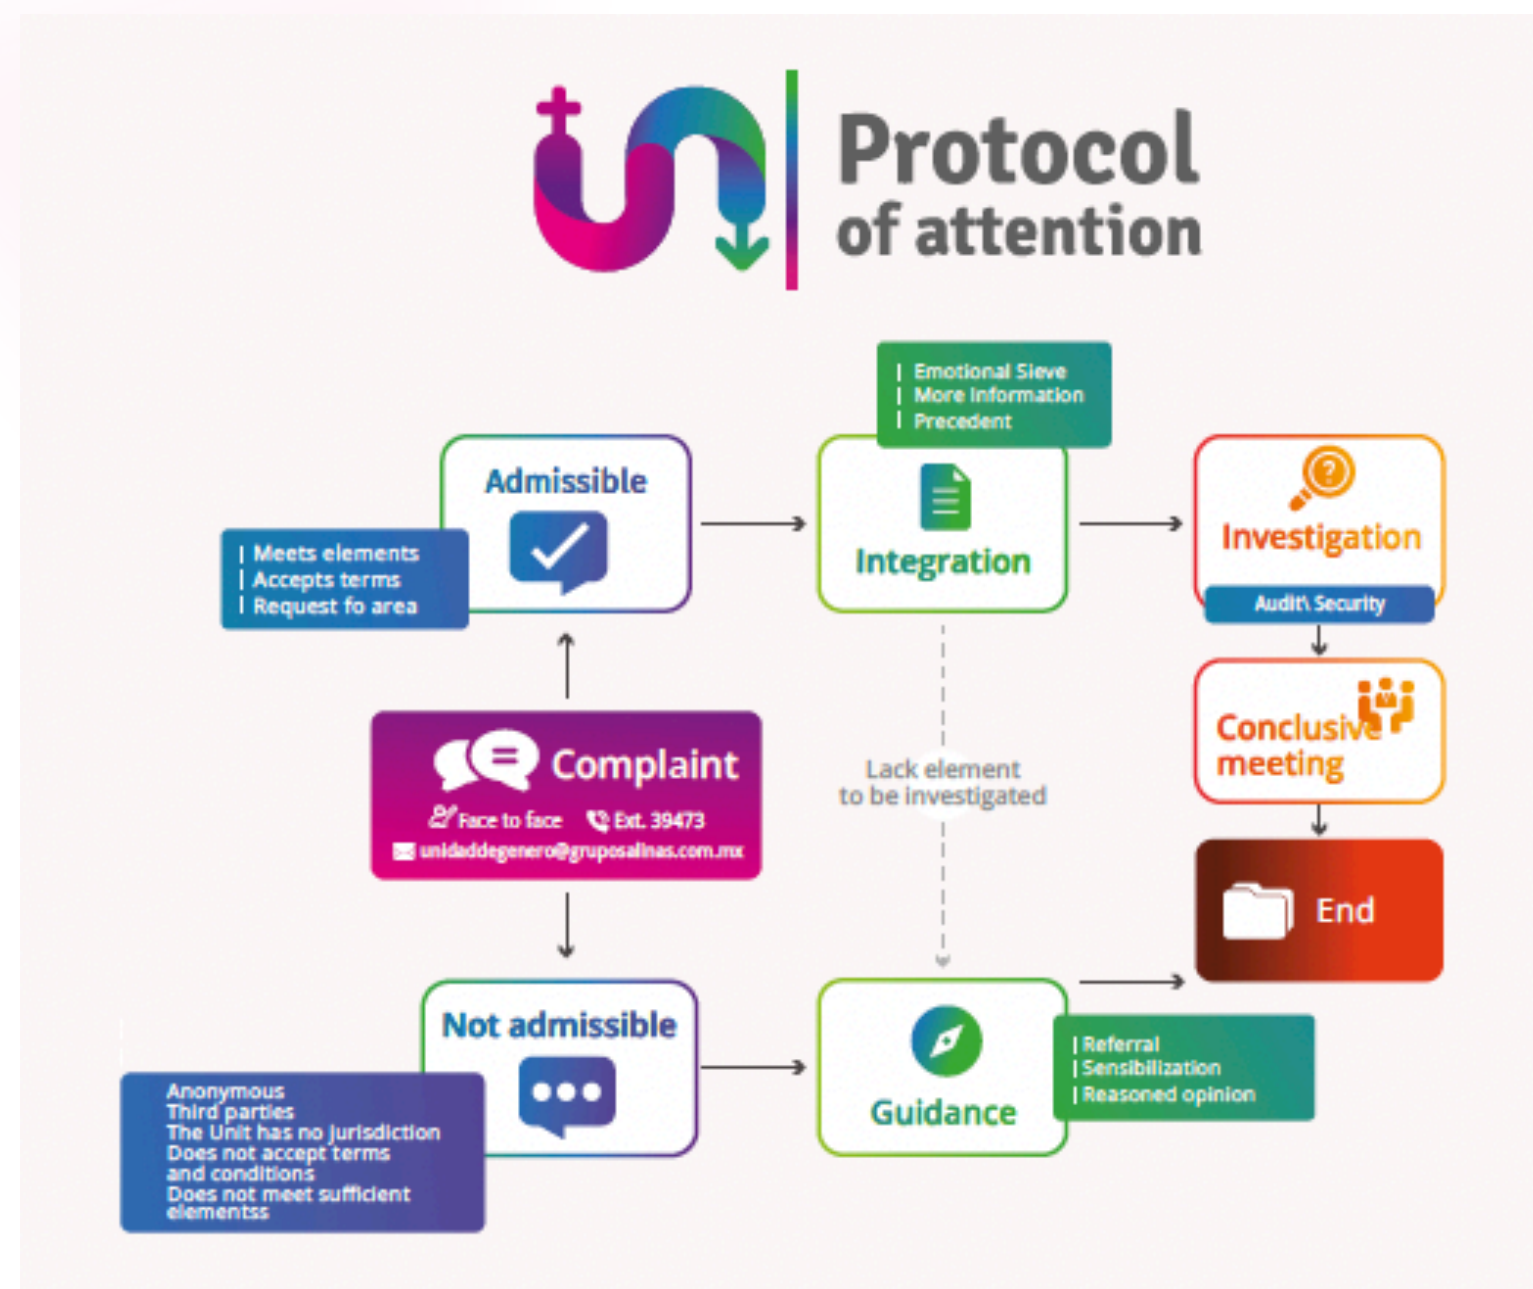 Protocol
of attention
Emotional Sieve
More Information
Precedent
Admissible
Meets elements
Accepts terms
Request fo area
Integration
Investigation
Audit\ Security
Complaint
Face to face Ext. 39473
unidaddegenero@gruposalinas.com.mx
Lack element
to be investigated
Conclusive
meeting
End
Not admissible
Anonymous
Third parties
The Unit has no jurisdiction
Does not accept terms
and conditions
Does not meet sufficient
elementss
Guidance
Referral
Sensibilization
Reasoned opinion